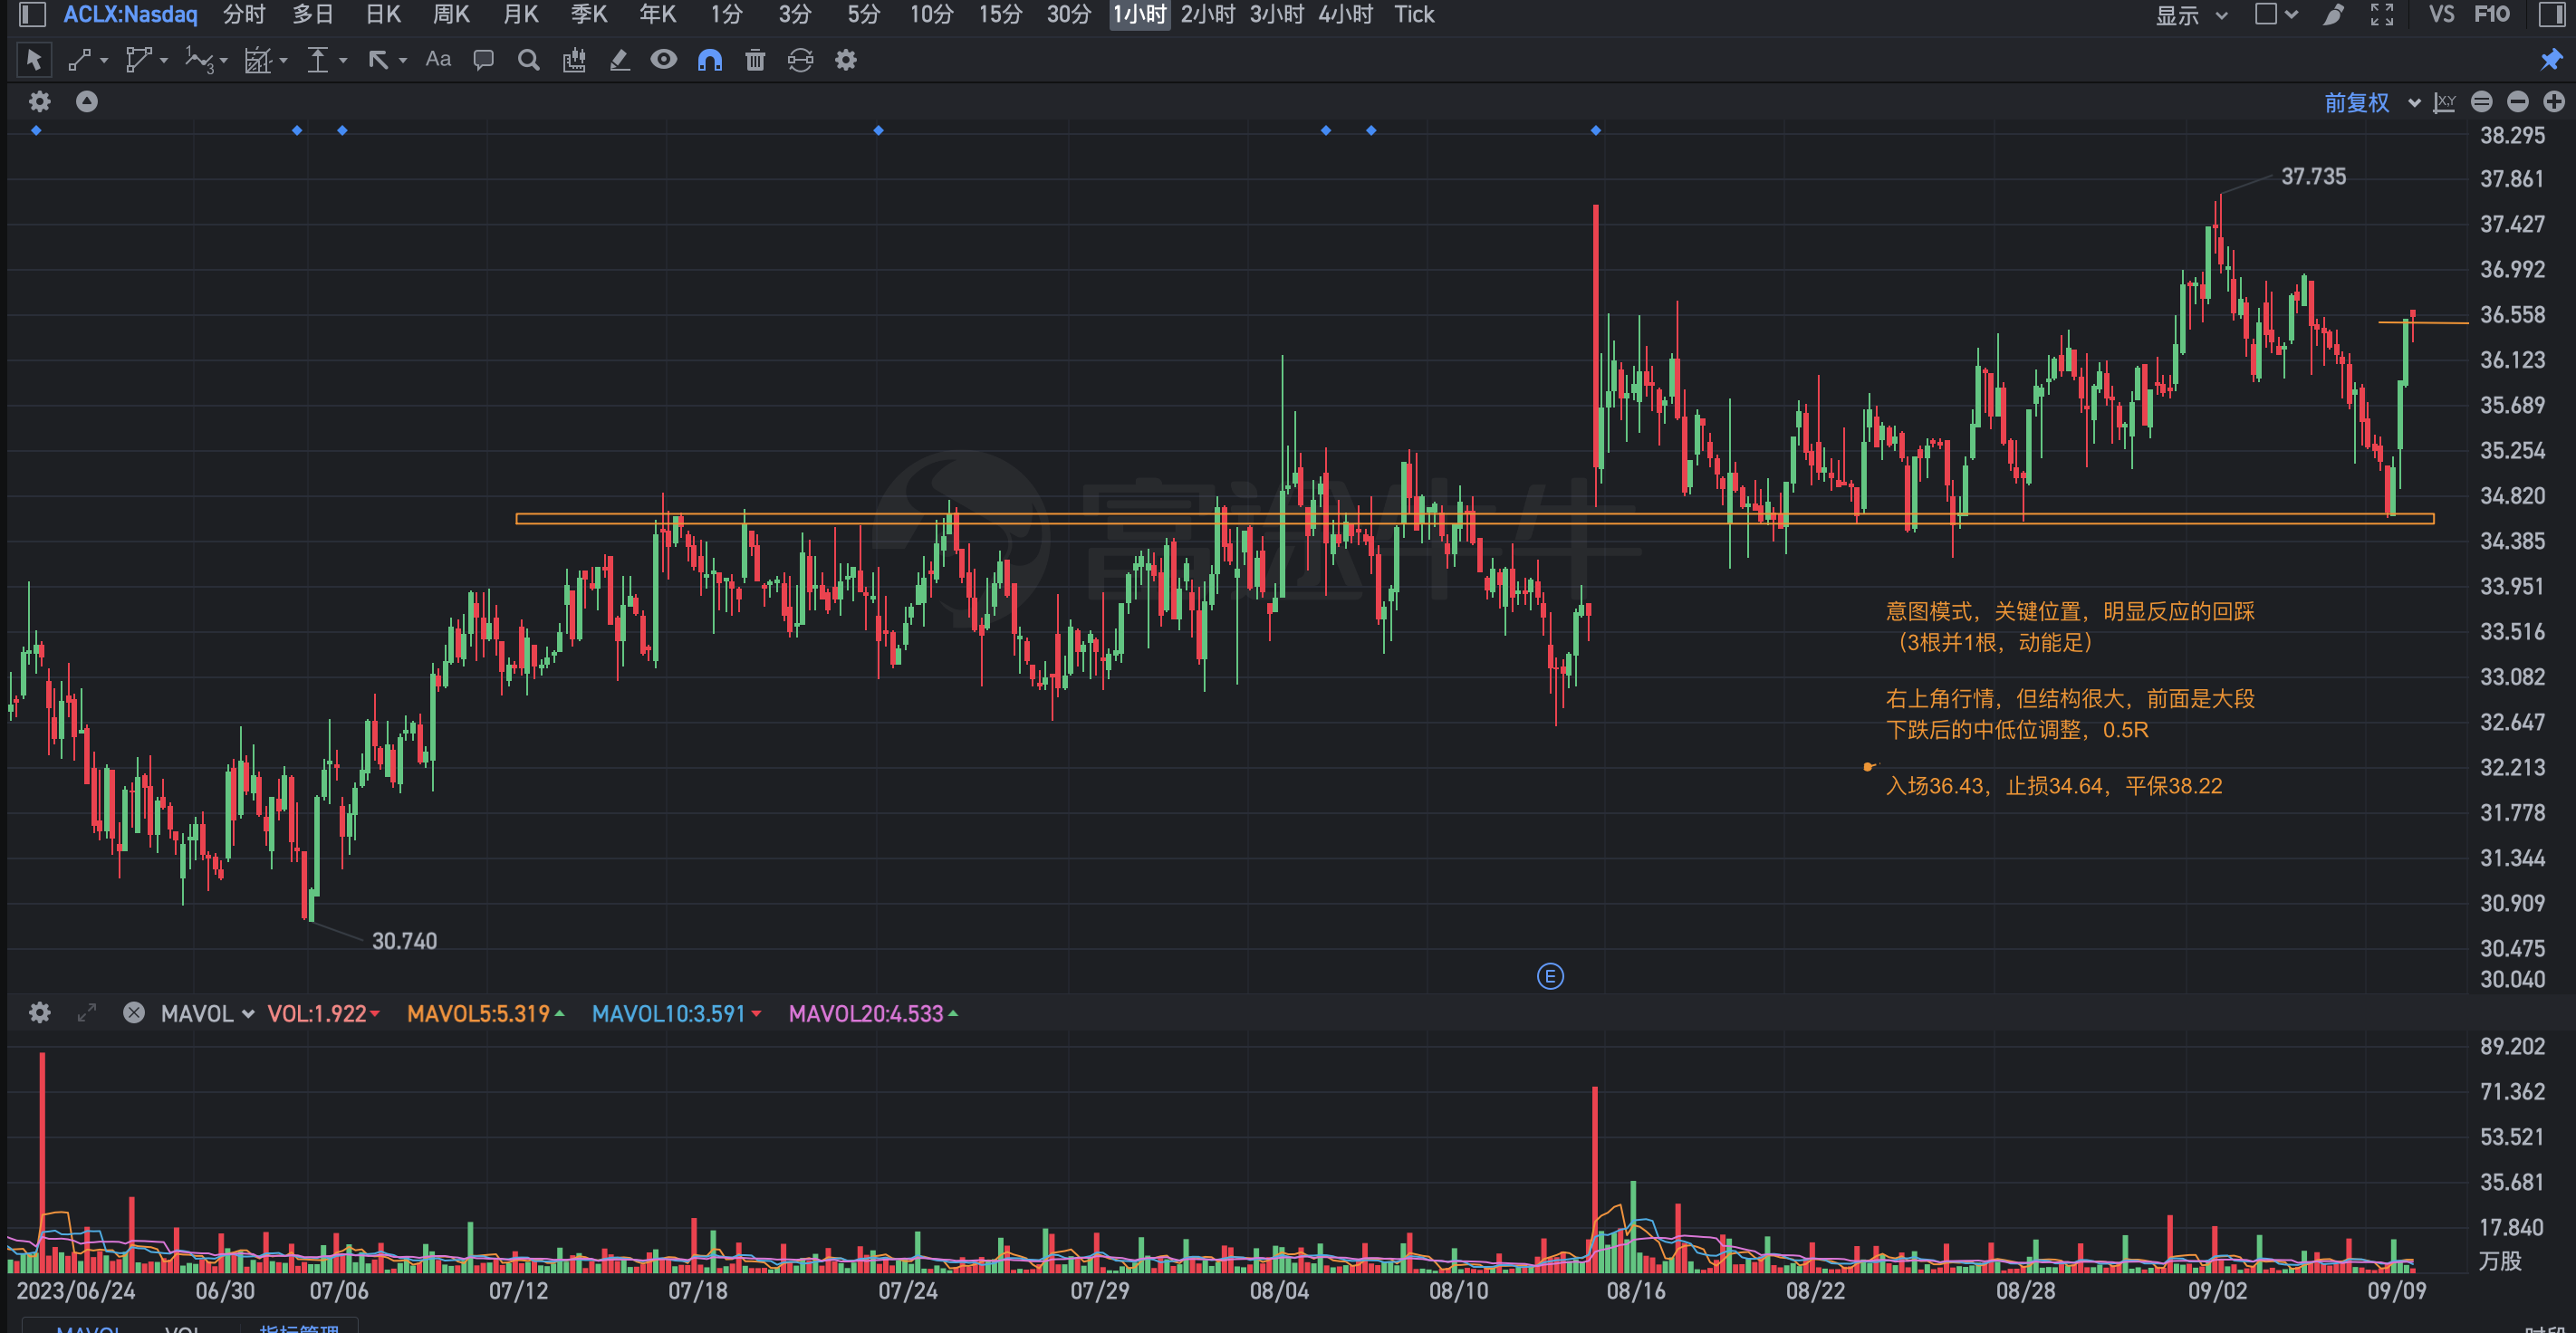 ACLX:Nasdaq 分时 多日 日K 周K 月K 季K 年K 1分 3分 5分 10分 15分 30分 1小时 2小时 3小时 4小时 Tick 显示 VS F10
Aa
前复权 X,Y
38.295
37.735
37.861
37.427
36.992
36.558
36.123
35.689
35.254
34.820
34.385
33.951
33.516
33.082
32.647
32.213
31.778
31.344
30.909
30.475
30.040
富途牛牛
意图模式，关键位置，明显反应的回踩
（3根并1根，动能足）
右上角行情，但结构很大，前面是大段
下跌后的中低位调整，0.5R
入场36.43，止损34.64，平保38.22
30.740
E
MAVOL VOL:1.922 MAVOL5:5.319 MAVOL10:3.591 MAVOL20:4.533
89.202
71.362
53.521
35.681
17.840
万股
2023/06/24 06/30 07/06 07/12 07/18 07/24 07/29 08/04 08/10 08/16 08/22 08/28 09/02 09/09
MAVOL VOL 指标管理